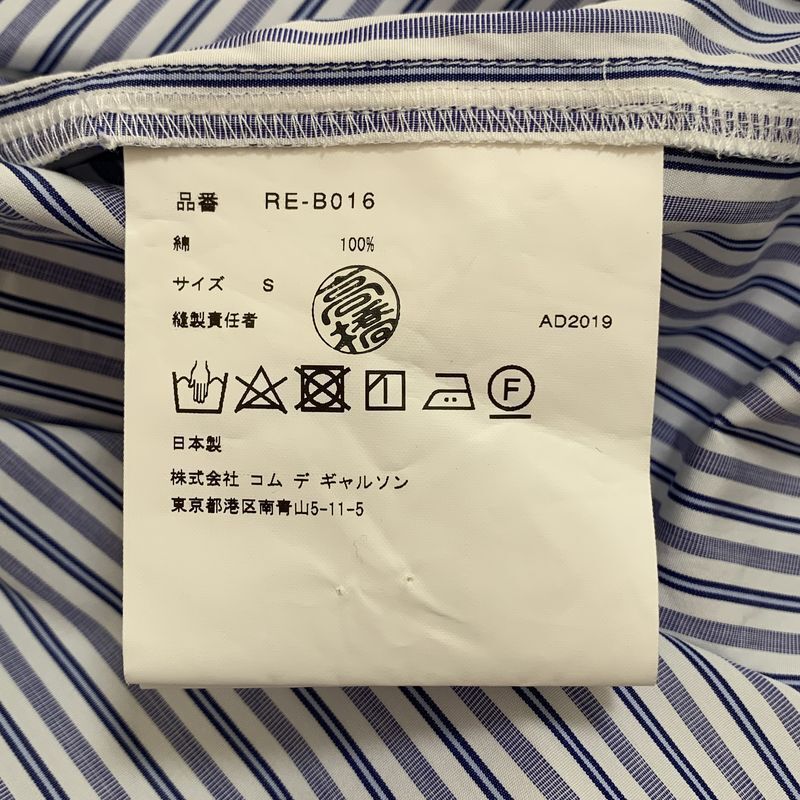 品番 RE-B016
綿 100%
サイズ S
縫製責任者 高橋 AD2019
F
日本製
株式会社 コム デ ギャルソン
東京都港区南青山5-11-5